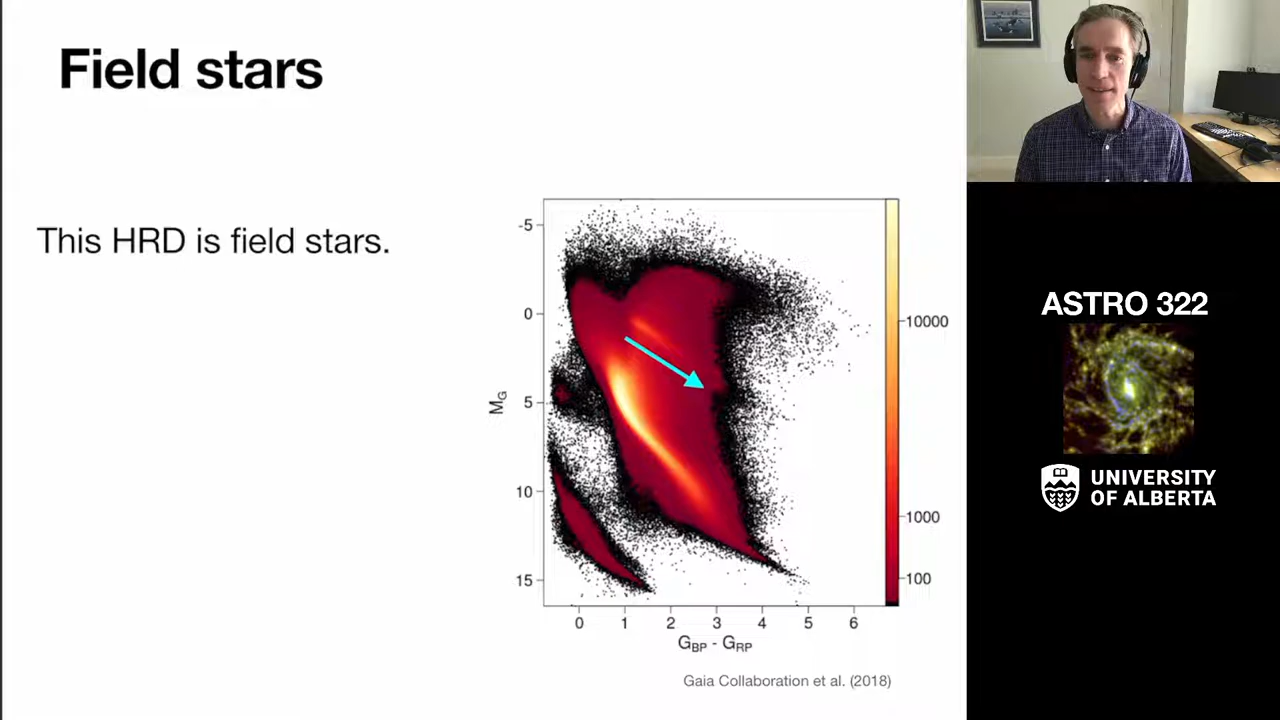 Field stars
This HRD is field stars.
-5
0
5
10
15
M_G
0 1 2 3 4 5 6
G_BP - G_RP
10000
1000
100
Gaia Collaboration et al. (2018)
ASTRO 322
UNIVERSITY
OF ALBERTA